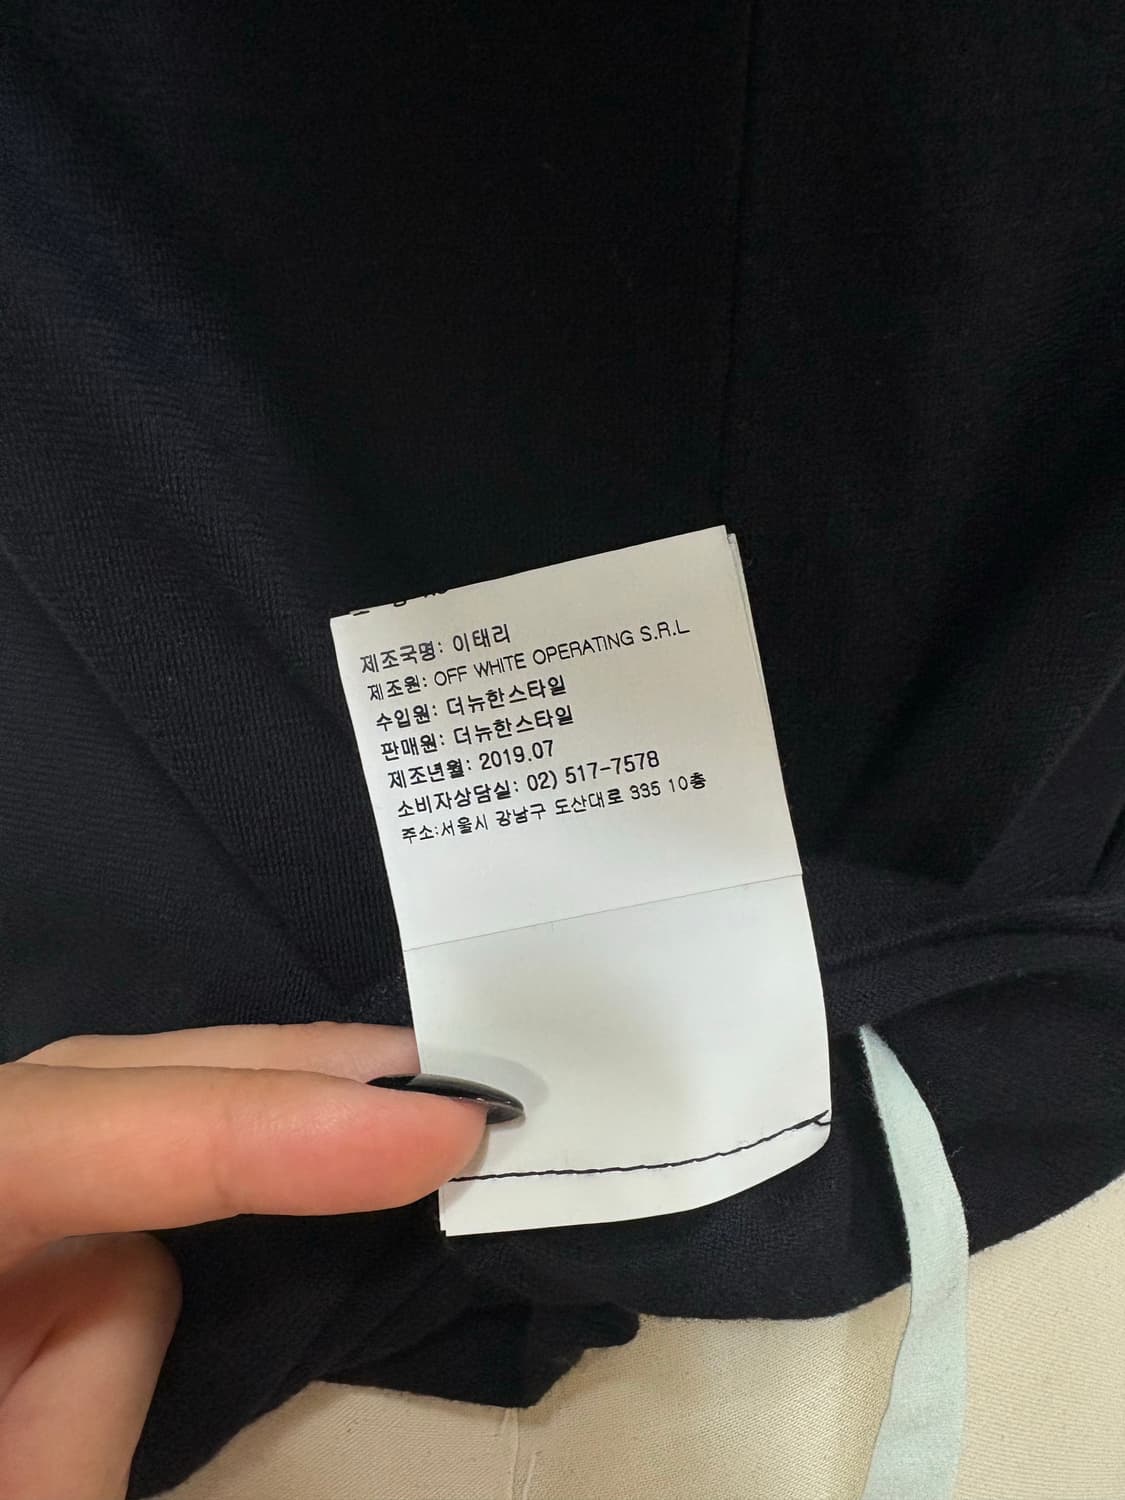 제조국명: 이태리
제조원: OFF WHITE OPERATING S.R.L
수입원: 더뉴한스타일
판매원: 더뉴한스타일
제조년월: 2019.07
소비자상담실: 02) 517-7578
주소:서울시 강남구 도산대로 335 10층